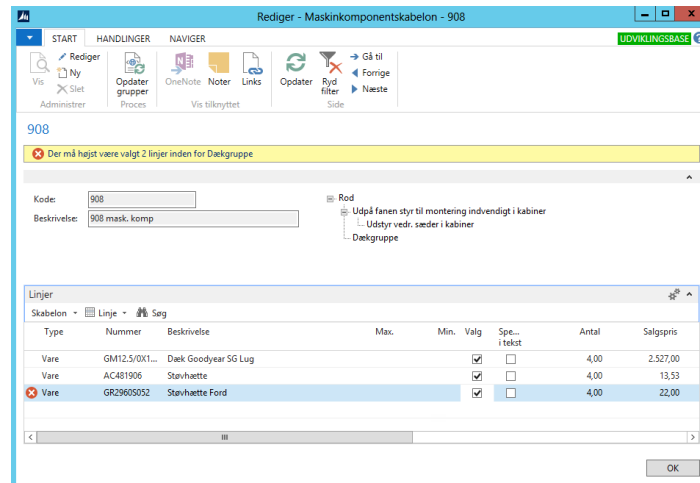 Rediger - Maskinkomponentskabelon - 908
START HANDLINGER NAVIGER
UDVIKLINGSBASE
Vis
Rediger
Ny
Slet
Administrer
Opdater grupper
Proces
OneNote Noter Links
Vis tilknyttet
Opdater
Ryd filter
Gå til
Forrige
Næste
Side
908
Der må højst være valgt 2 linjer inden for Dækgruppe
Kode: 908
Beskrivelse: 908 mask. komp
Rod
Udpå fanen styr til montering indvendigt i kabiner
Udstyr vedr. sæder i kabiner
Dækgruppe
Linjer
Skabelon Linje Søg
Type Nummer Beskrivelse Max. Min. Valg Spe... i tekst Antal Salgspris
Vare GM12.5/0X1... Dæk Goodyear SG Lug 4,00 2.527,00
Vare AC481906 Støvhætte 4,00 13,53
Vare GR2960S052 Støvhætte Ford 4,00 22,00
OK